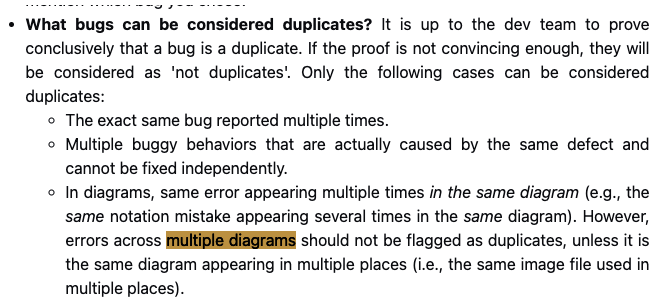 mention which bug you chose.
• What bugs can be considered duplicates? It is up to the dev team to prove
conclusively that a bug is a duplicate. If the proof is not convincing enough, they will
be considered as 'not duplicates'. Only the following cases can be considered
duplicates:
◦ The exact same bug reported multiple times.
◦ Multiple buggy behaviors that are actually caused by the same defect and
cannot be fixed independently.
◦ In diagrams, same error appearing multiple times in the same diagram (e.g., the
same notation mistake appearing several times in the same diagram). However,
errors across multiple diagrams should not be flagged as duplicates, unless it is
the same diagram appearing in multiple places (i.e., the same image file used in
multiple places).